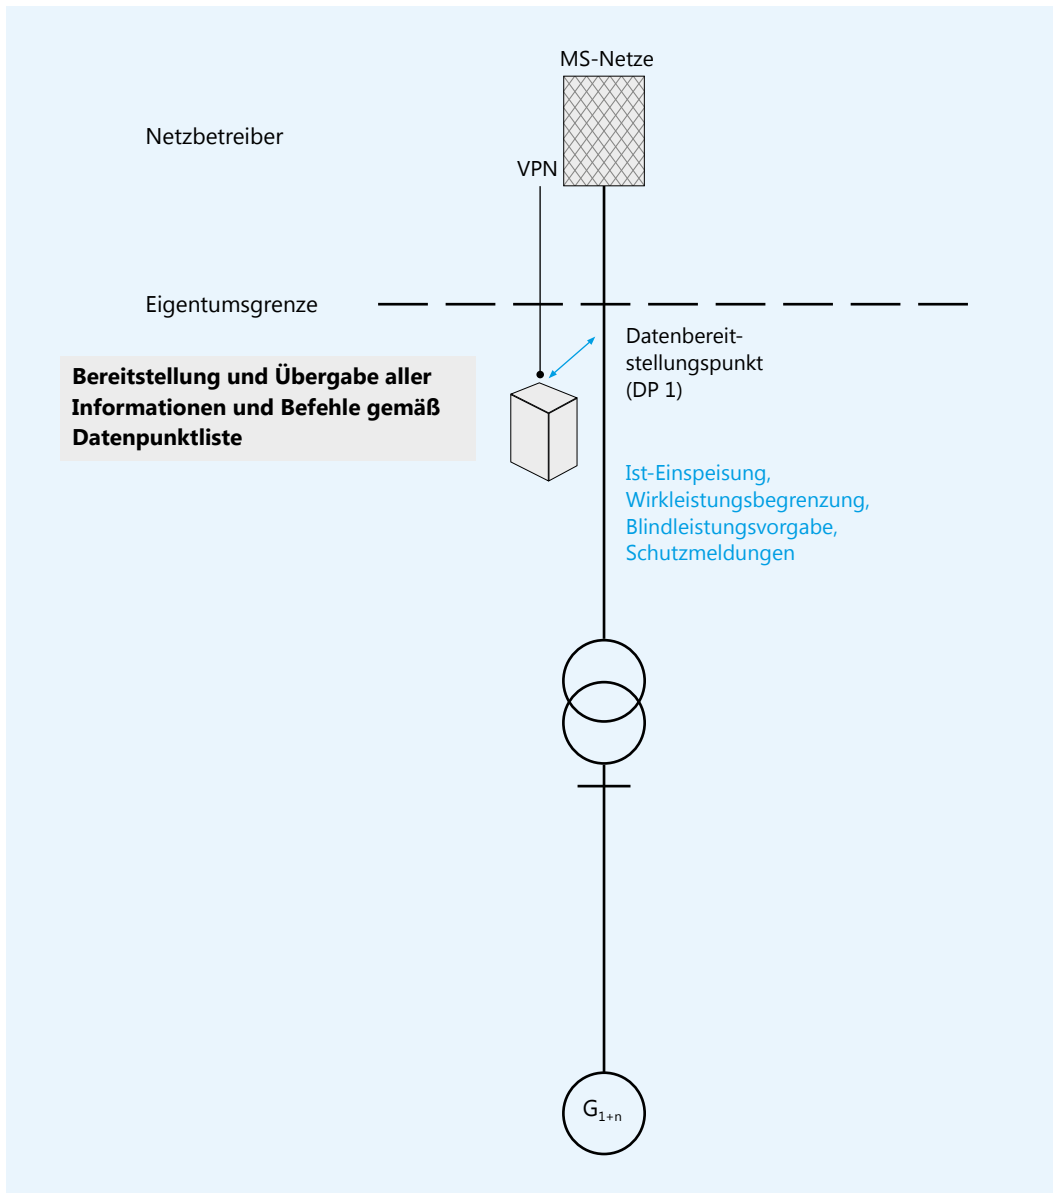 MS-Netze
Netzbetreiber
VPN
Eigentumsgrenze
Datenbereit-
stellungspunkt
(DP 1)
Bereitstellung und Übergabe aller
Informationen und Befehle gemäß
Datenpunktliste
Ist-Einspeisung,
Wirkleistungsbegrenzung,
Blindleistungsvorgabe,
Schutzmeldungen
G1+n